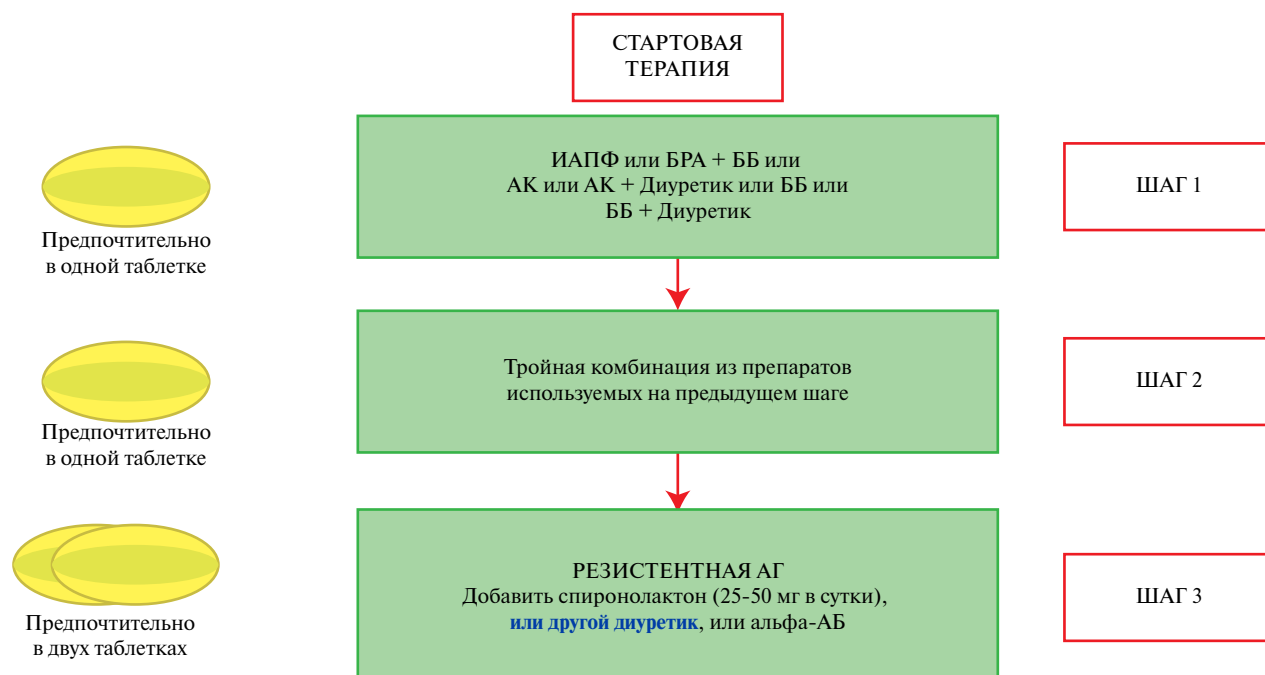 СТАРТОВАЯ
ТЕРАПИЯ
ИАПФ или БРА + ББ или
АК или АК + Диуретик или ББ или
ББ + Диуретик
ШАГ 1
Предпочтительно
в одной таблетке
Тройная комбинация из препаратов
используемых на предыдущем шаге
ШАГ 2
Предпочтительно
в одной таблетке
РЕЗИСТЕНТНАЯ АГ
Добавить спиронолактон (25-50 мг в сутки),
или другой диуретик, или альфа-АБ
ШАГ 3
Предпочтительно
в двух таблетках